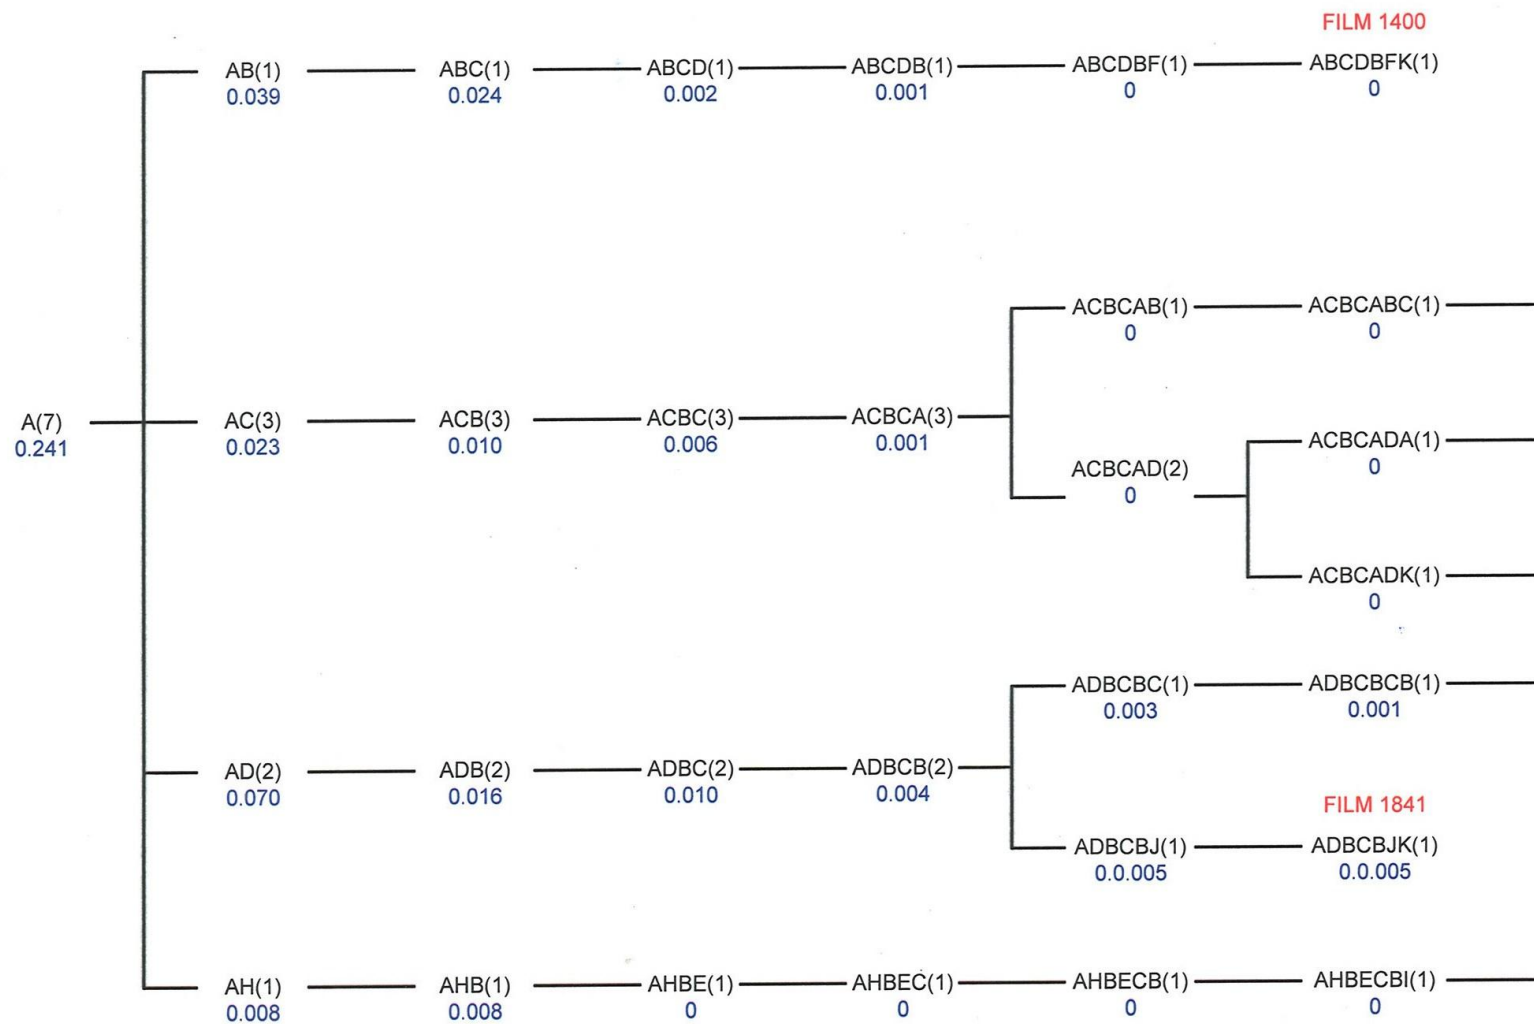 FILM 1400
AB(1) ABC(1) ABCD(1) ABCDB(1) ABCDBF(1) ABCDBFK(1)
0.039 0.024 0.002 0.001 0 0
ACBCAB(1) ACBCABC(1)
0 0
A(7) AC(3) ACB(3) ACBC(3) ACBCA(3)
0.241 0.023 0.010 0.006 0.001
ACBCADA(1)
0
ACBCAD(2)
0
ACBCADK(1)
0
ADBCBC(1) ADBCBCB(1)
0.003 0.001
AD(2) ADB(2) ADBC(2) ADBCB(2)
0.070 0.016 0.010 0.004
FILM 1841
ADBCBJ(1) ADBCBJK(1)
0.0.005 0.0.005
AH(1) AHB(1) AHBE(1) AHBEC(1) AHBECB(1) AHBECBI(1)
0.008 0.008 0 0 0 0